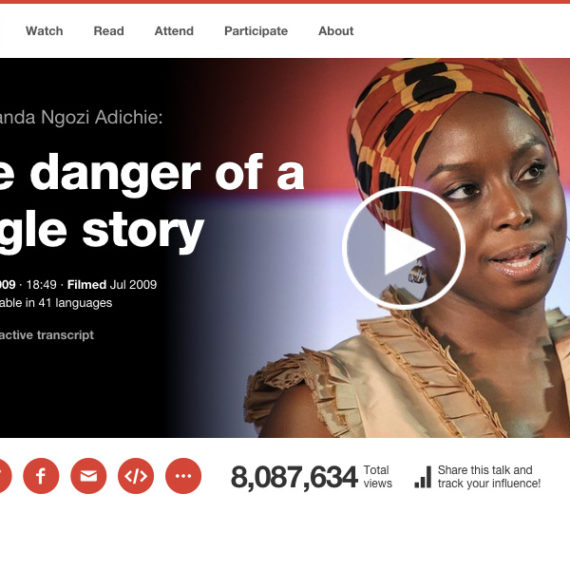 Watch Read Attend Participate About
anda Ngozi Adichie:
e danger of a
gle story
009 · 18:49 · Filmed Jul 2009
able in 41 languages
active transcript
8,087,634 Total views
Share this talk and
track your influence!